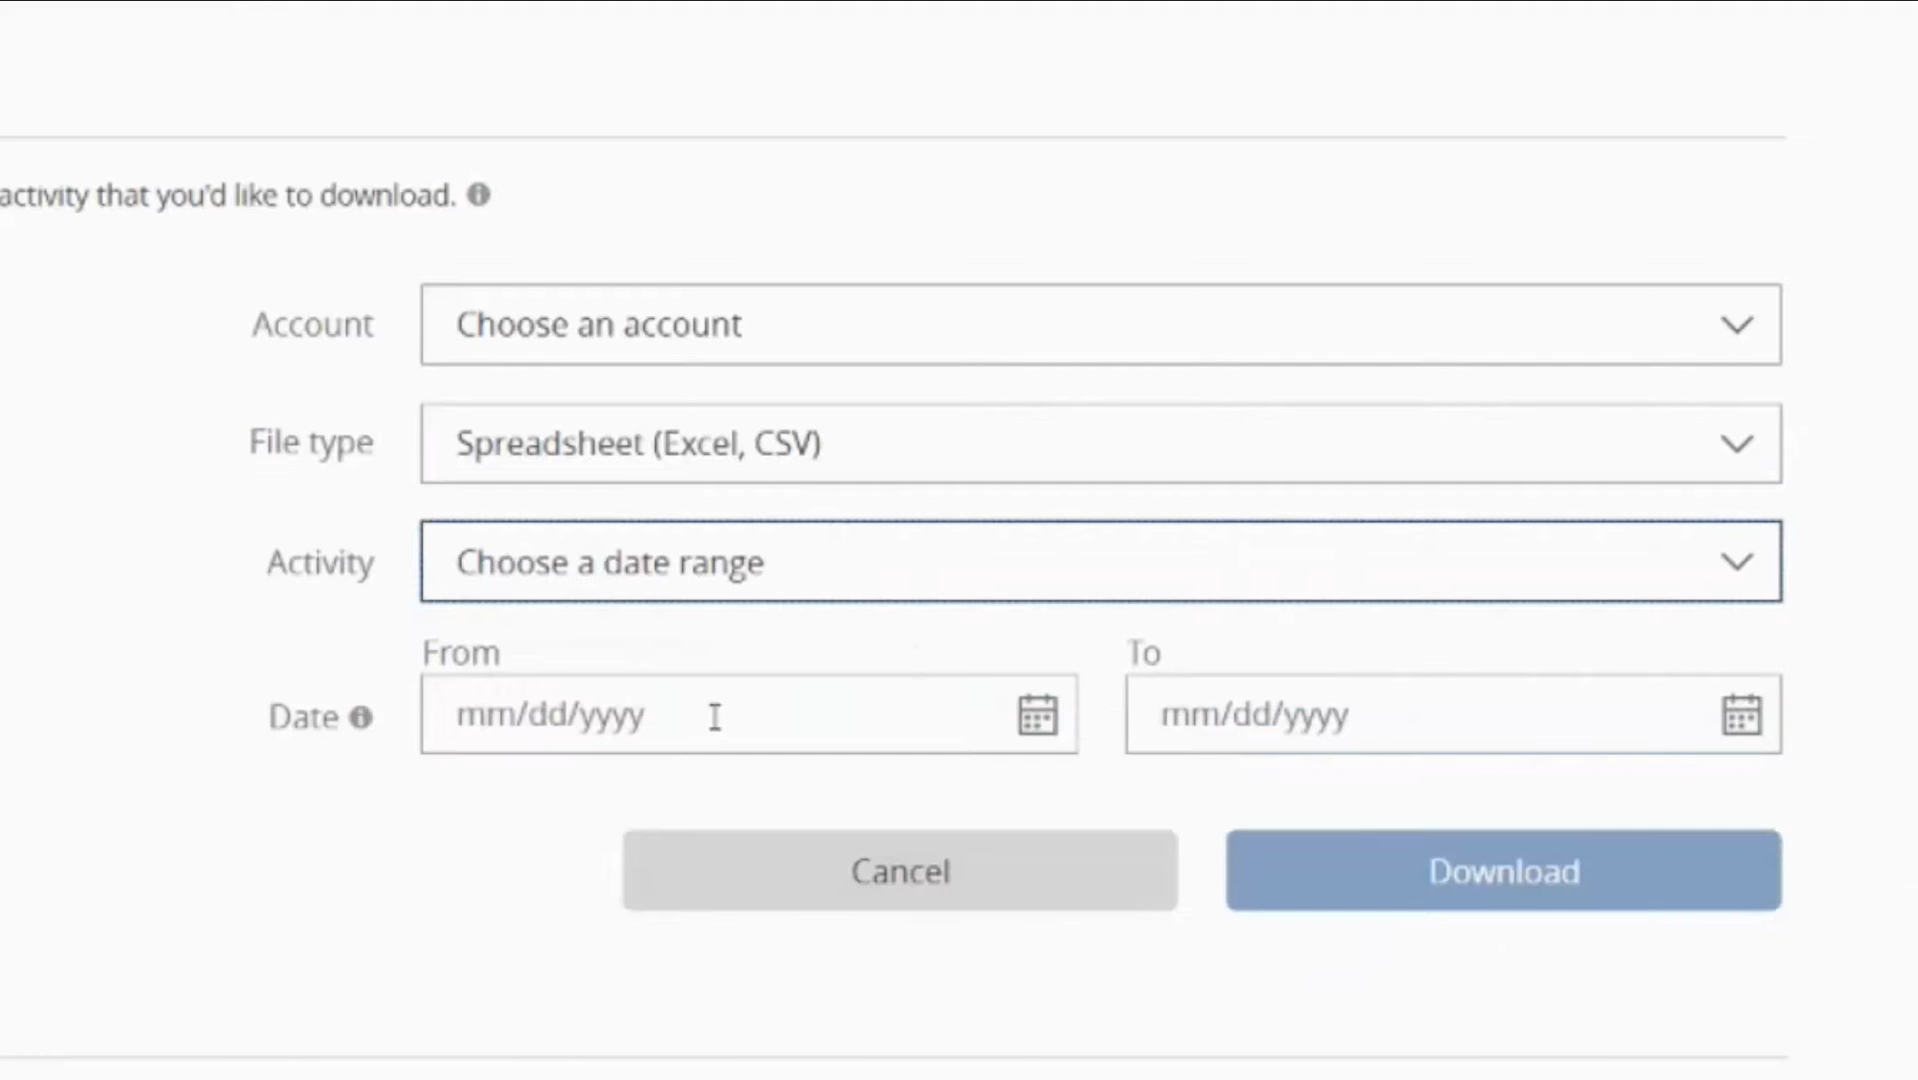 activity that you'd like to download.
Account Choose an account
File type Spreadsheet (Excel, CSV)
Activity Choose a date range
From To
Date mm/dd/yyyy mm/dd/yyyy
Cancel Download